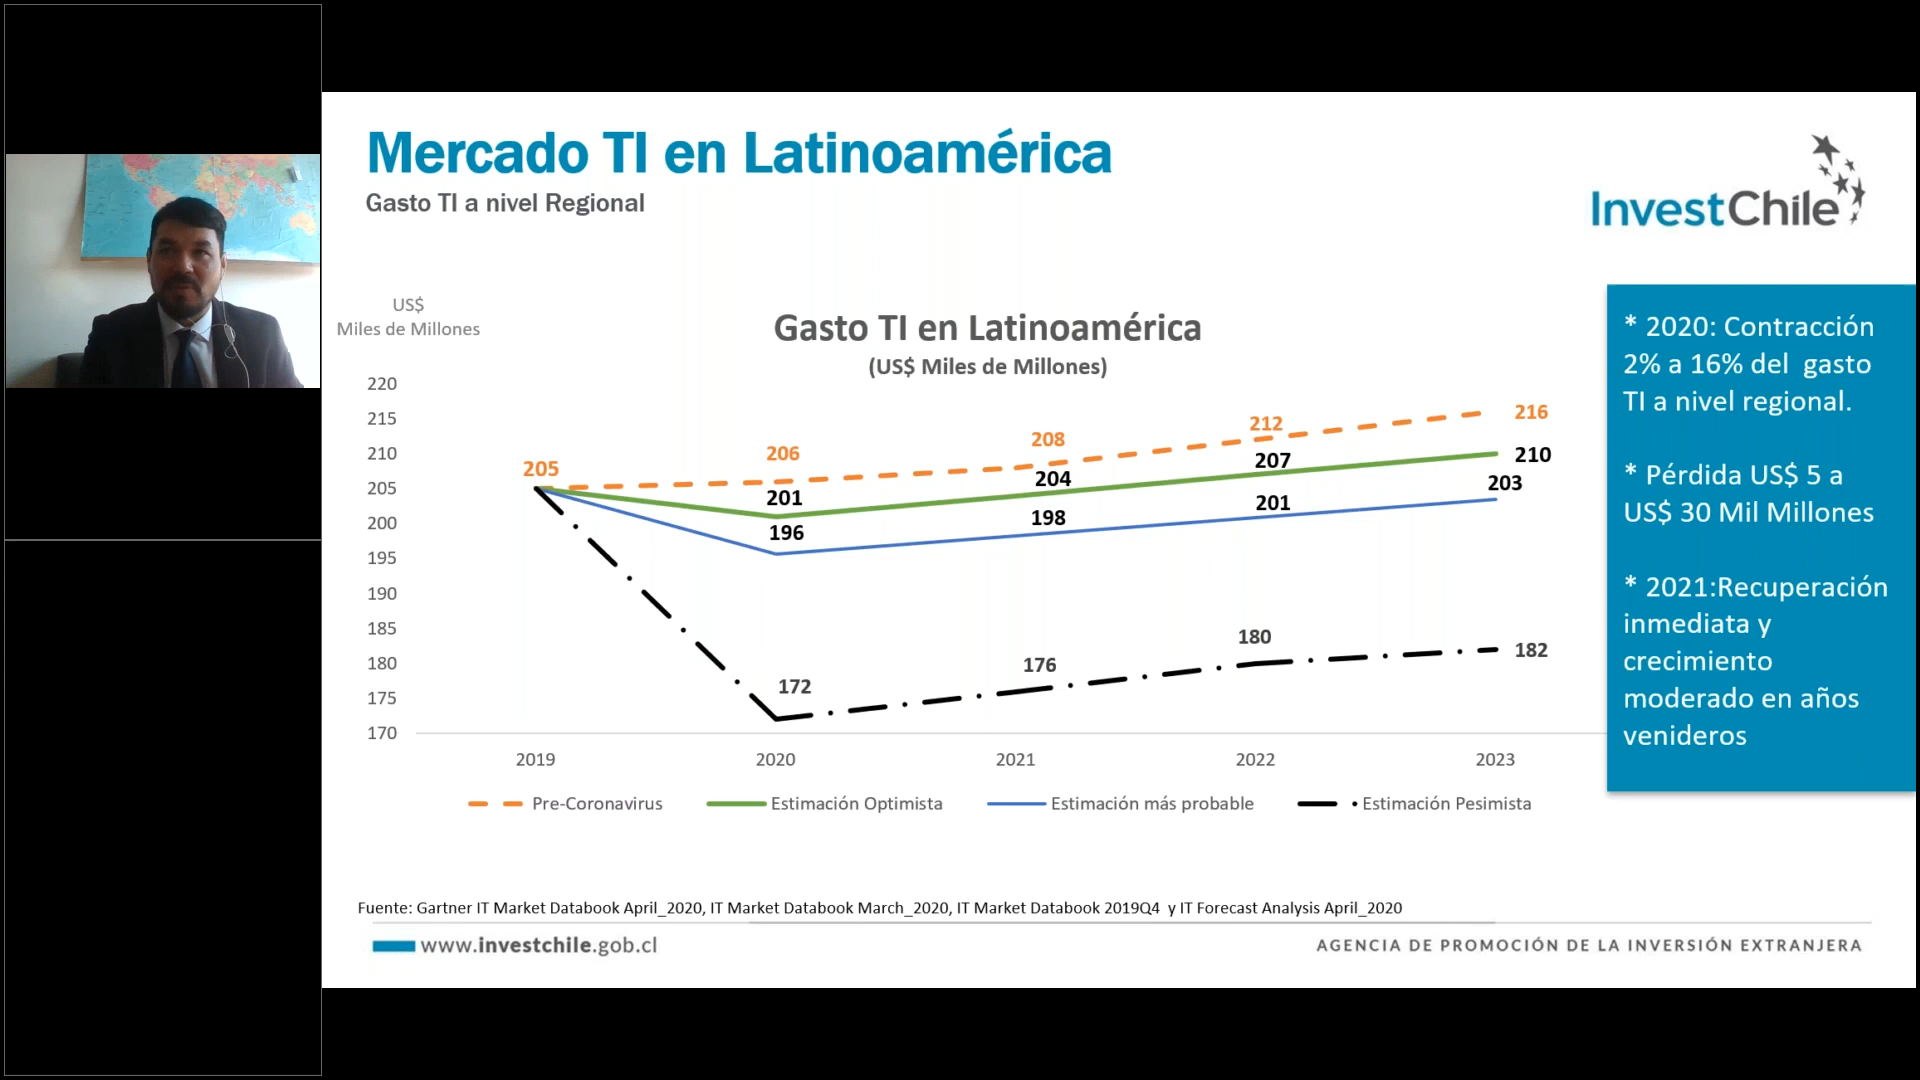 Mercado TI en Latinoamérica
Gasto TI a nivel Regional
InvestChile
US$
Miles de Millones
Gasto TI en Latinoamérica
(US$ Miles de Millones)
220
215
210
205
200
195
190
185
180
175
170
205
206
208
212
216
201
204
207
210
196
198
201
203
172
176
180
182
2019
2020
2021
2022
2023
Pre-Coronavirus
Estimación Optimista
Estimación más probable
Estimación Pesimista
* 2020: Contracción
2% a 16% del gasto
TI a nivel regional.
* Pérdida US$ 5 a
US$ 30 Mil Millones
* 2021:Recuperación
inmediata y
crecimiento
moderado en años
venideros
Fuente: Gartner IT Market Databook April_2020, IT Market Databook March_2020, IT Market Databook 2019Q4 y IT Forecast Analysis April_2020
www.investchile.gob.cl
AGENCIA DE PROMOCIÓN DE LA INVERSIÓN EXTRANJERA